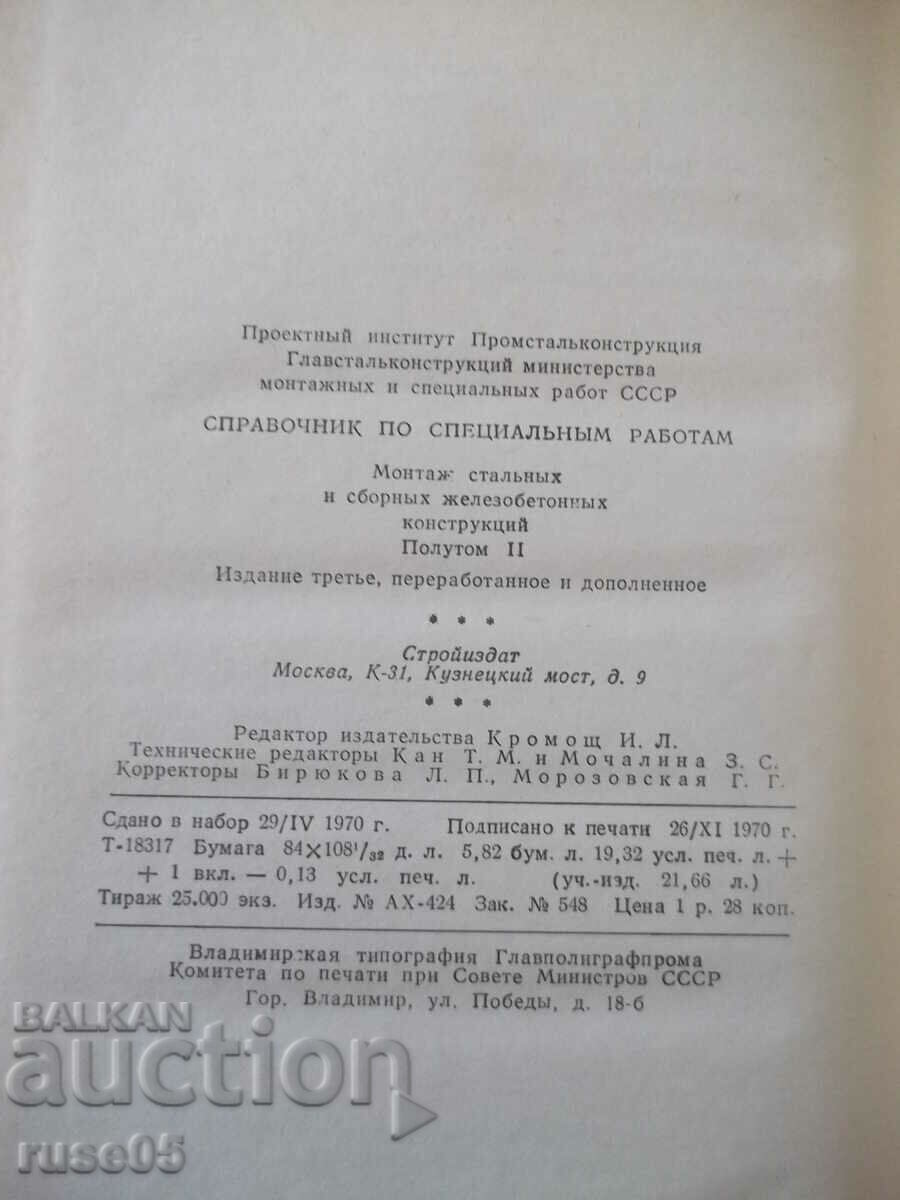 Проектный институт Промстальконструкция
Главстальконструкций министерства
монтажных и специальных работ СССР
СПРАВОЧНИК ПО СПЕЦИАЛЬНЫМ РАБОТАМ
Монтаж стальных
и сборных железобетонных
конструкций
Полутом II
Издание третье, переработанное и дополненное
* * *
Стройиздат
Москва, К-31, Кузнецкий мост, д. 9
* * *
Редактор издательства Кромощ И. Л.
Технические редакторы Кан Т. М. и Мочалина З. С.
Корректоры Бирюкова Л. П., Морозовская Г. Г.
Сдано в набор 29/IV 1970 г. Подписано к печати 26/XI 1970 г.
Т-18317 Бумага 84×108¹/₃₂ д. л. 5,82 бум. л. 19,32 усл. печ. л. +
+ 1 вкл. — 0,13 усл. печ. л. (уч.-изд. 21,66 л.)
Тираж 25.000 экз. Изд. № АХ-424 Зак. № 548 Цена 1 р. 28 коп.
Владимирская типография Главполиграфпрома
Комитета по печати при Совете Министров СССР
Гор. Владимир, ул. Победы, д. 18-б
BALKAN
auction
ruse05